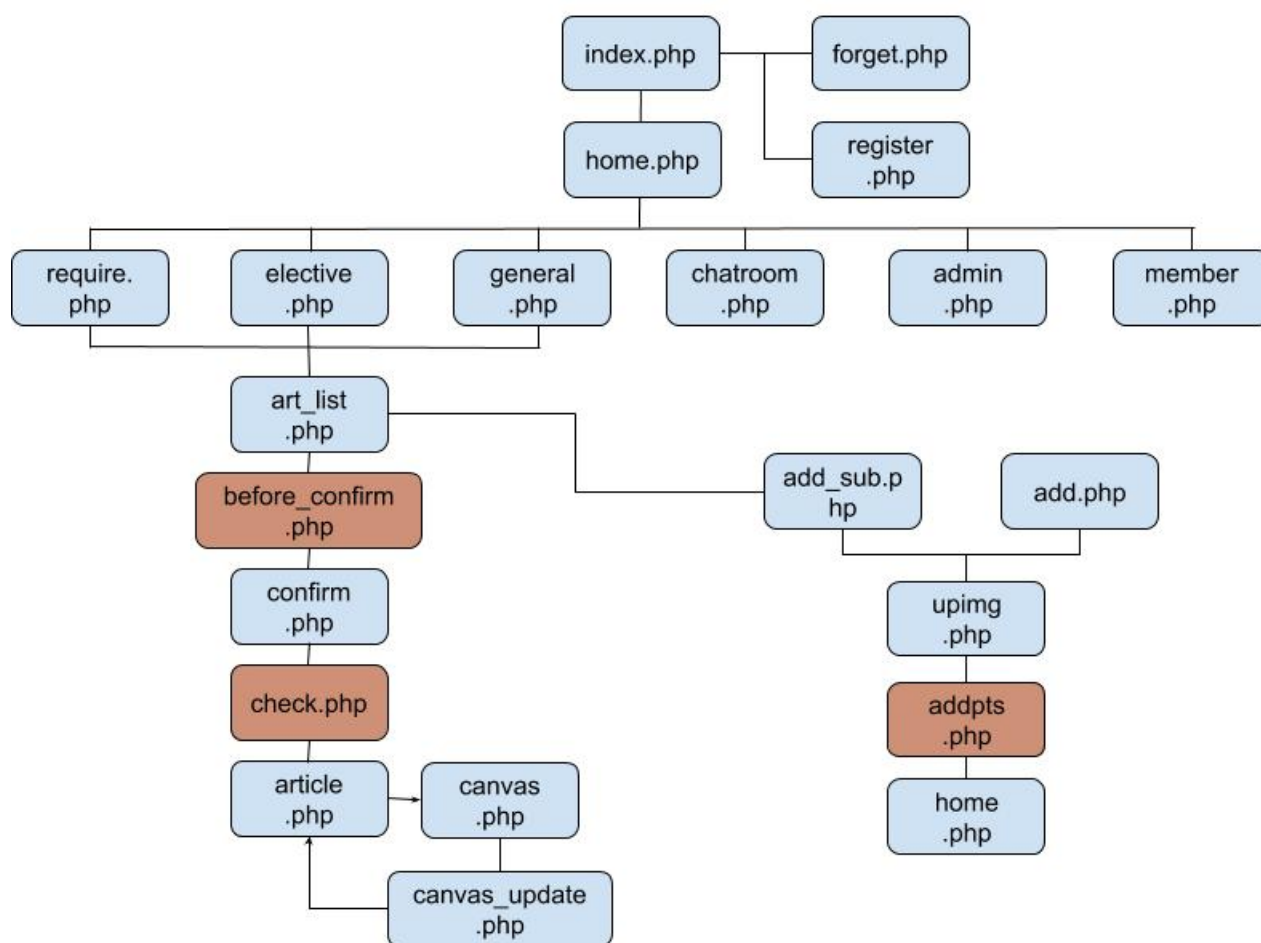 index.php
forget.php
home.php
register
.php
require.
php
elective
.php
general
.php
chatroom
.php
admin
.php
member
.php
art_list
.php
before_confirm
.php
add_sub.p
hp
add.php
confirm
.php
upimg
.php
check.php
addpts
.php
article
.php
canvas
.php
home
.php
canvas_update
.php